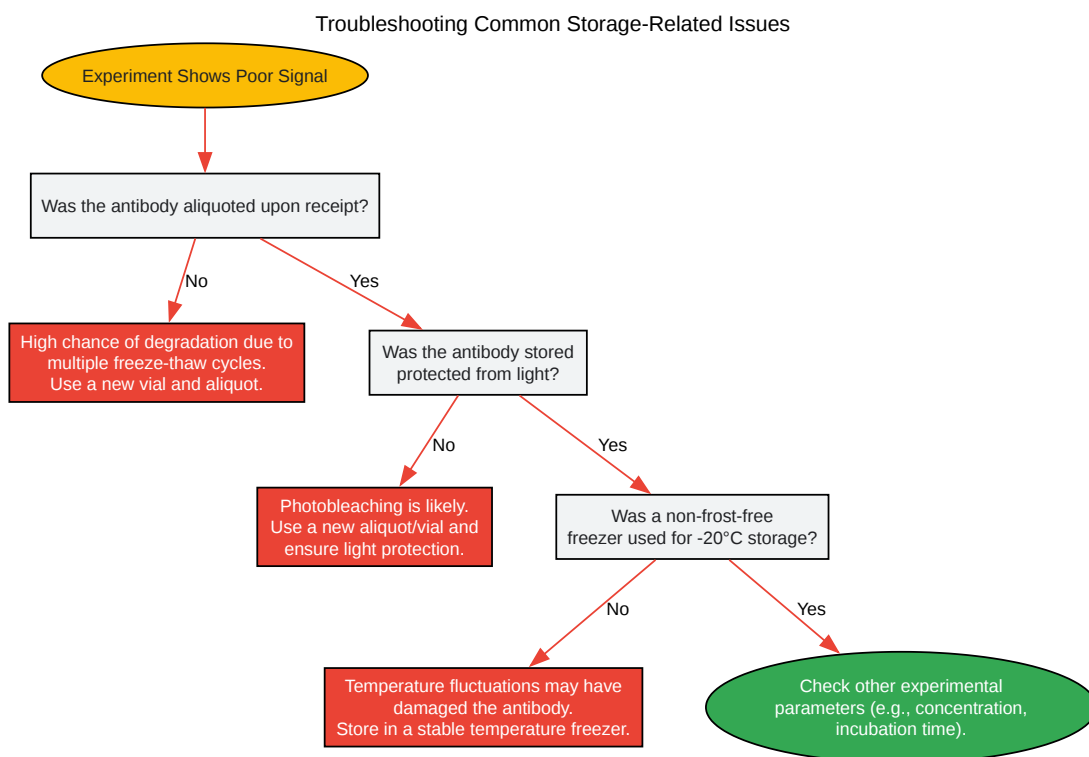 Troubleshooting Common Storage-Related Issues
Experiment Shows Poor Signal
Was the antibody aliquoted upon receipt?
No
Yes
High chance of degradation due to
multiple freeze-thaw cycles.
Use a new vial and aliquot.
Was the antibody stored
protected from light?
No
Yes
Photobleaching is likely.
Use a new aliquot/vial and
ensure light protection.
Was a non-frost-free
freezer used for -20°C storage?
No
Yes
Temperature fluctuations may have
damaged the antibody.
Store in a stable temperature freezer.
Check other experimental
parameters (e.g., concentration,
incubation time).